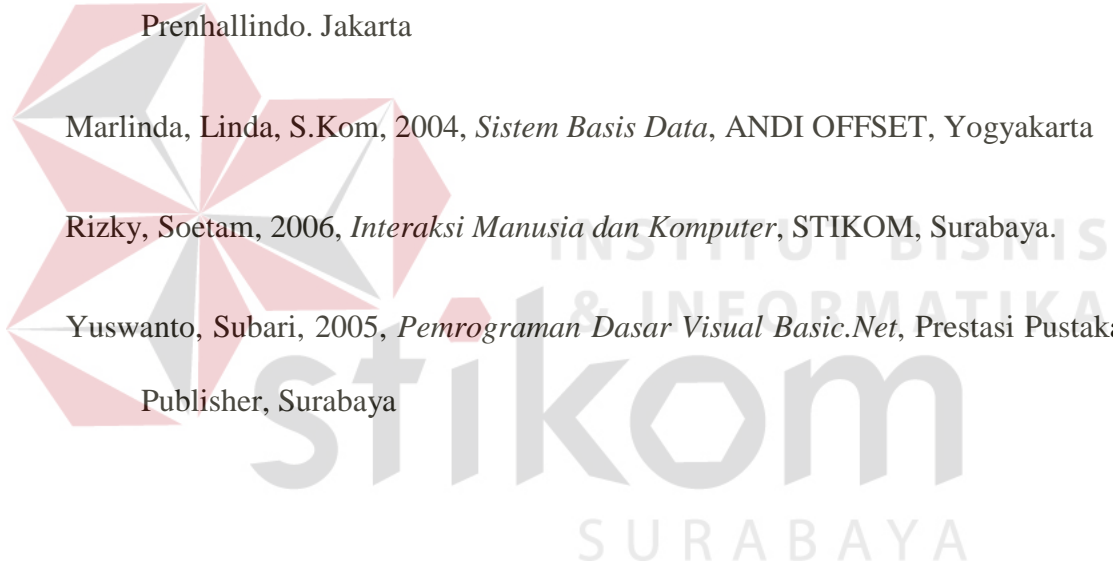 Prenhallindo. Jakarta
Marlinda, Linda, S.Kom, 2004, Sistem Basis Data, ANDI OFFSET, Yogyakarta
Rizky, Soetam, 2006, Interaksi Manusia dan Komputer, STIKOM, Surabaya.
INSTITUT BISNIS
& INFORMATIKA
Yuswanto, Subari, 2005, Pemrograman Dasar Visual Basic.Net, Prestasi Pustaka
Publisher, Surabaya
stikom
SURABAYA